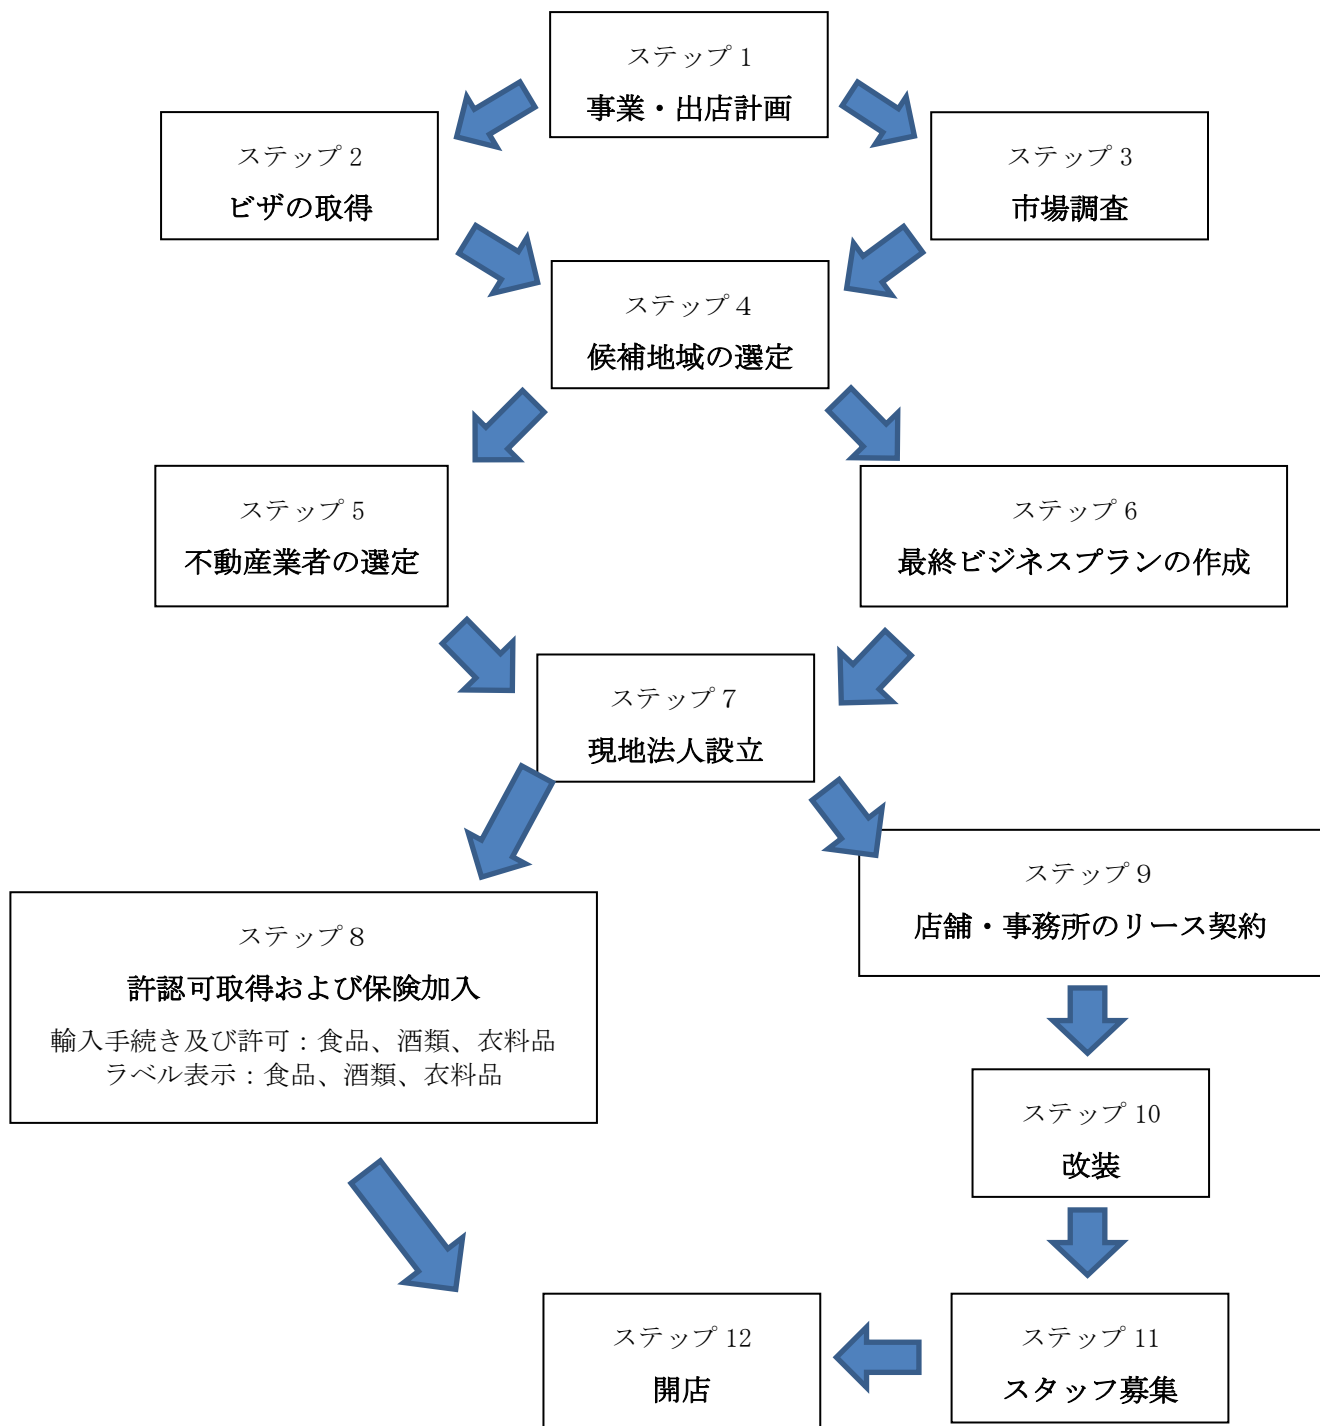 ステップ 1
事業・出店計画
ステップ 2
ビザの取得
ステップ 3
市場調査
ステップ 4
候補地域の選定
ステップ 5
不動産業者の選定
ステップ 6
最終ビジネスプランの作成
ステップ 7
現地法人設立
ステップ 8
許認可取得および保険加入
輸入手続き及び許可：食品、酒類、衣料品
ラベル表示：食品、酒類、衣料品
ステップ 9
店舗・事務所のリース契約
ステップ 10
改装
ステップ 11
スタッフ募集
ステップ 12
開店